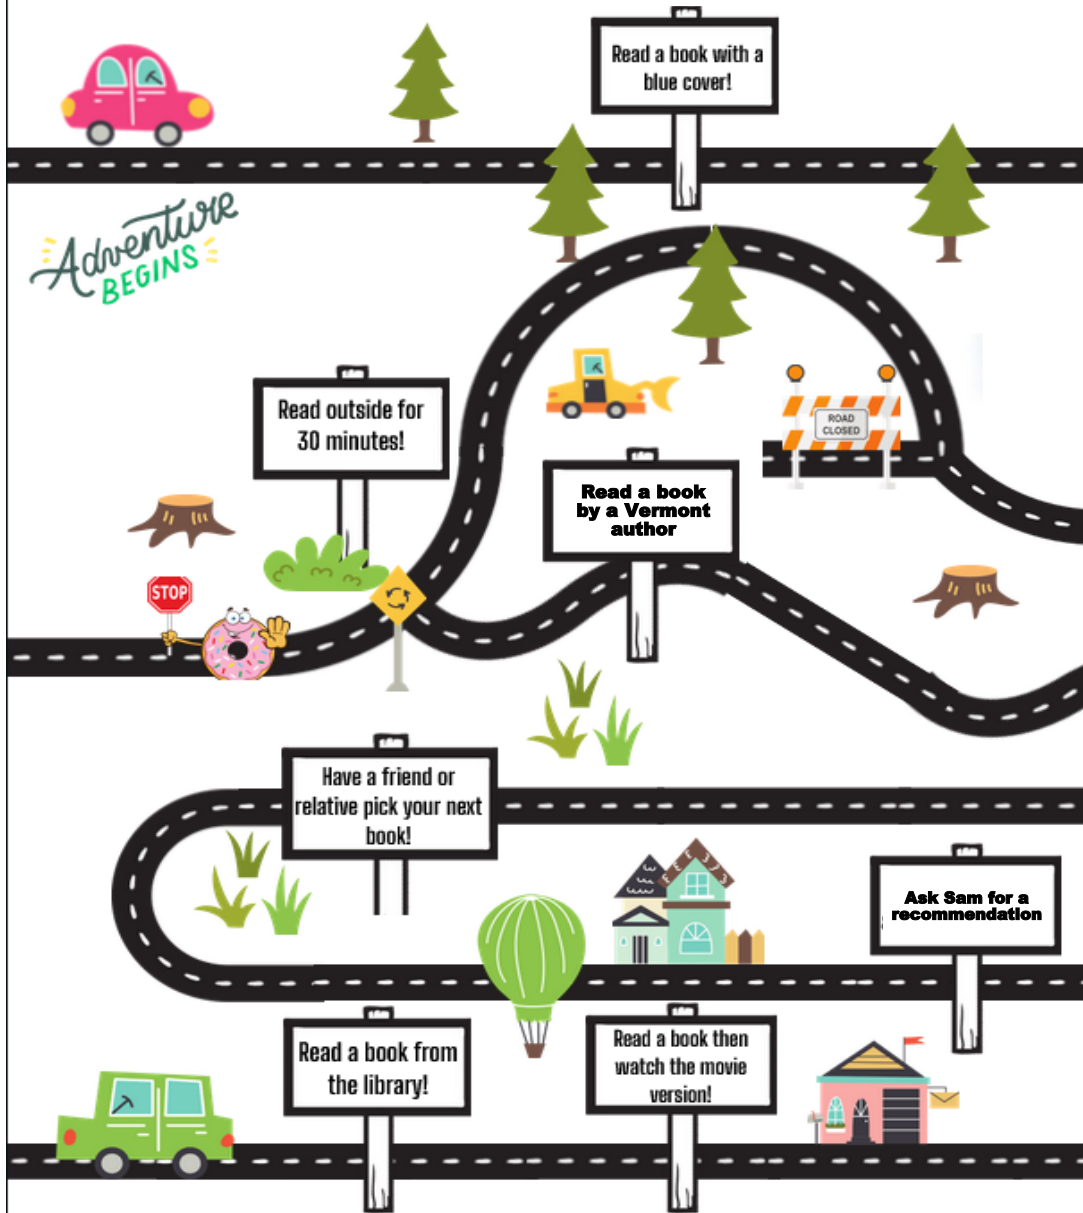 Read a book with a
blue cover!
Adventure
BEGINS
Read outside for
30 minutes!
ROAD
CLOSED
Read a book
by a Vermont
author
STOP
Have a friend or
relative pick your next
book!
Ask Sam for a
recommendation
Read a book from
the library!
Read a book then
watch the movie
version!